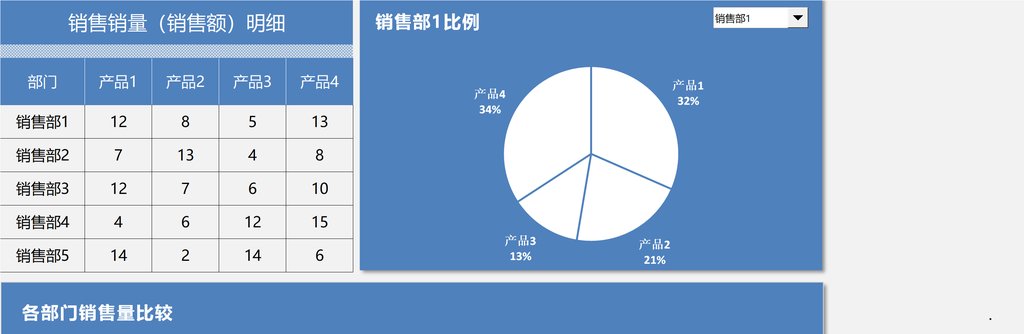 销售销量（销售额）明细
部门 产品1 产品2 产品3 产品4
销售部1 12 8 5 13
销售部2 7 13 4 8
销售部3 12 7 6 10
销售部4 4 6 12 15
销售部5 14 2 14 6
销售部1比例
销售部1
产品4
34%
产品1
32%
产品3
13%
产品2
21%
各部门销售量比较
.